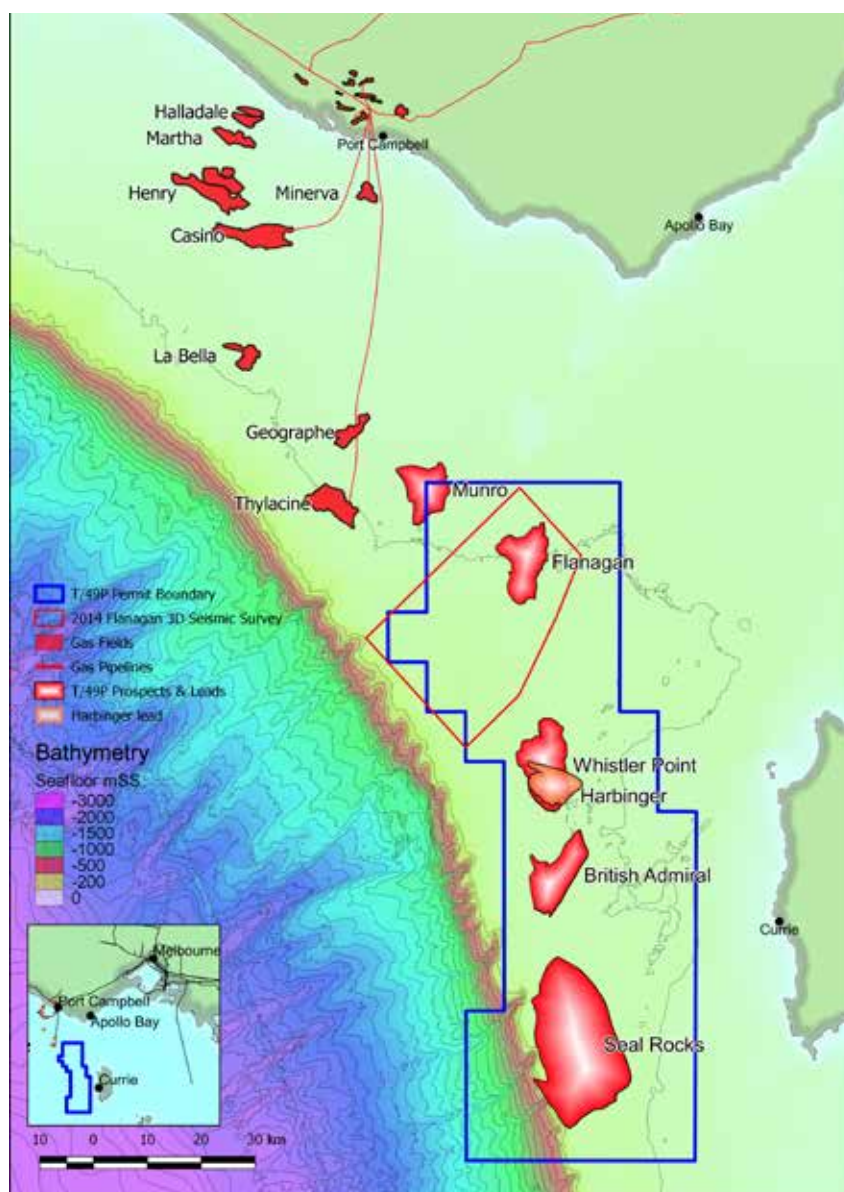 Halladale
Martha
Port Campbell
Henry
Minerva
Casino
Apollo Bay
La Bella
Geographe
Thylacine
Munro
Flanagan
T/49P Permit Boundary
2014 Flanagan 3D Seismic Survey
Gas Fields
Gas Pipelines
T/49P Prospects & Leads
Harbinger lead
Bathymetry
Seafloor mSS
-3000
-2000
-1500
-1000
-500
-200
0
Whistler Point
Harbinger
British Admiral
Currie
Seal Rocks
Melbourne
Port Campbell
Apollo Bay
Currie
10 0 10 20 30 km